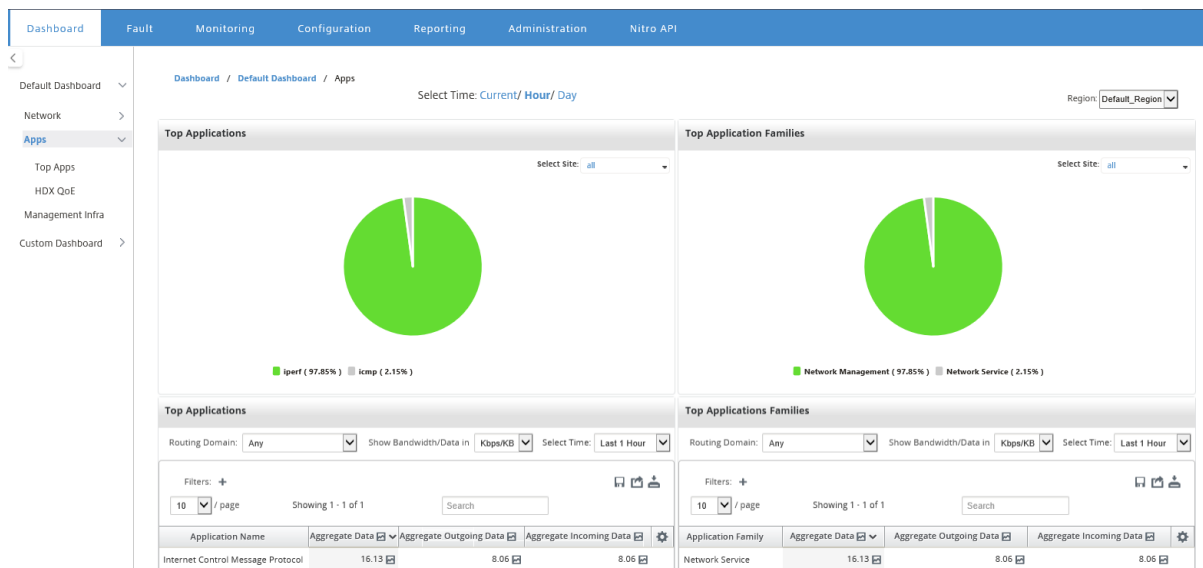 Dashboard Fault Monitoring Configuration Reporting Administration Nitro API
Default Dashboard
Network
Apps
Top Apps
HDX QoE
Management Infra
Custom Dashboard
Dashboard / Default Dashboard / Apps
Select Time: Current/ Hour/ Day
Region: Default_Region
Top Applications
Select Site: all
iperf ( 97.85% ) icmp ( 2.15% )
Top Application Families
Select Site: all
Network Management ( 97.85% ) Network Service ( 2.15% )
Top Applications
Routing Domain: Any Show Bandwidth/Data in Kbps/KB Select Time: Last 1 Hour
Filters: +
10 / page Showing 1 - 1 of 1 Search
Application Name Aggregate Data Aggregate Outgoing Data Aggregate Incoming Data
Internet Control Message Protocol 16.13 8.06 8.06
Top Applications Families
Routing Domain: Any Show Bandwidth/Data in Kbps/KB Select Time: Last 1 Hour
Filters: +
10 / page Showing 1 - 1 of 1 Search
Application Family Aggregate Data Aggregate Outgoing Data Aggregate Incoming Data
Network Service 16.13 8.06 8.06